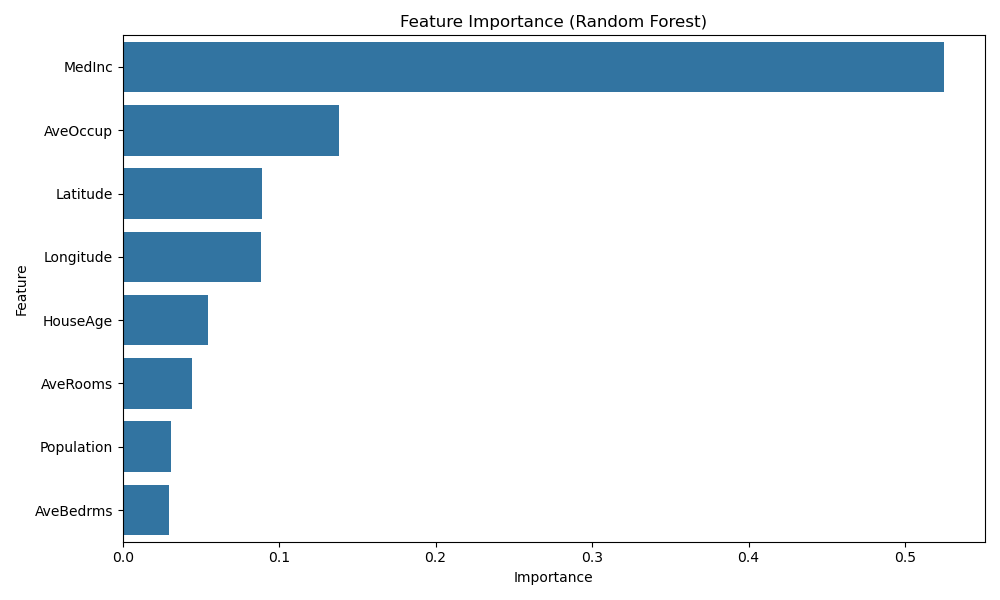 Feature Importance (Random Forest)
MedInc
AveOccup
Latitude
Longitude
HouseAge
AveRooms
Population
AveBedrms
Feature
0.0 0.1 0.2 0.3 0.4 0.5
Importance